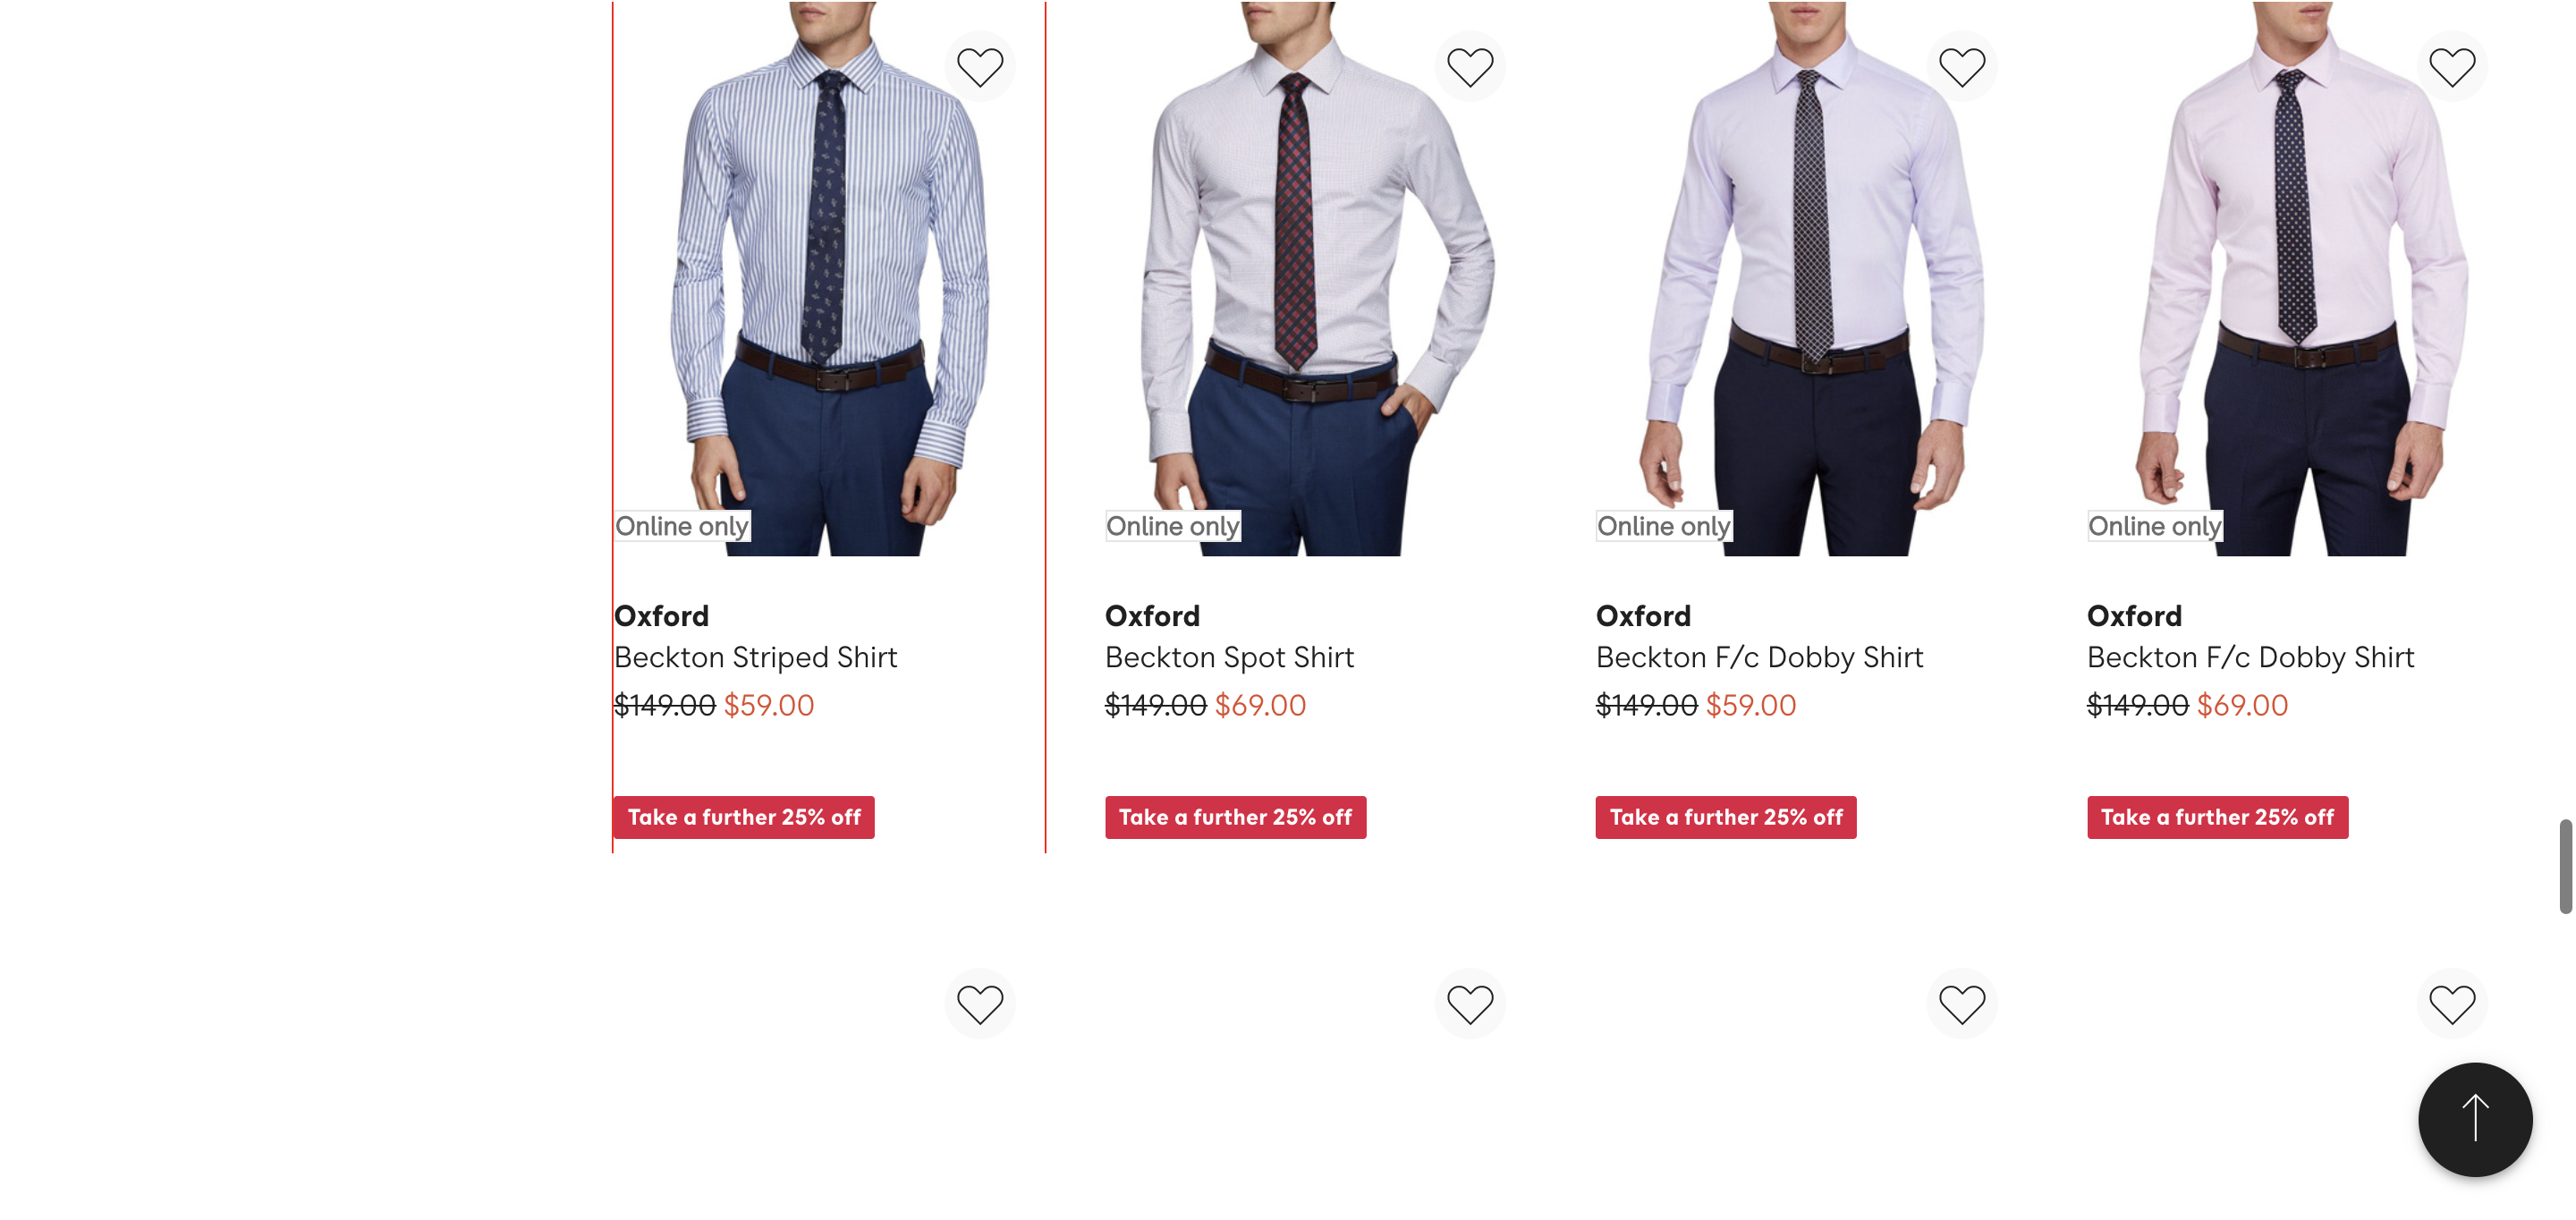 Online only
Oxford
Beckton Striped Shirt
$149.00 $59.00
Take a further 25% off
Online only
Oxford
Beckton Spot Shirt
$149.00 $69.00
Take a further 25% off
Online only
Oxford
Beckton F/c Dobby Shirt
$149.00 $59.00
Take a further 25% off
Online only
Oxford
Beckton F/c Dobby Shirt
$149.00 $69.00
Take a further 25% off